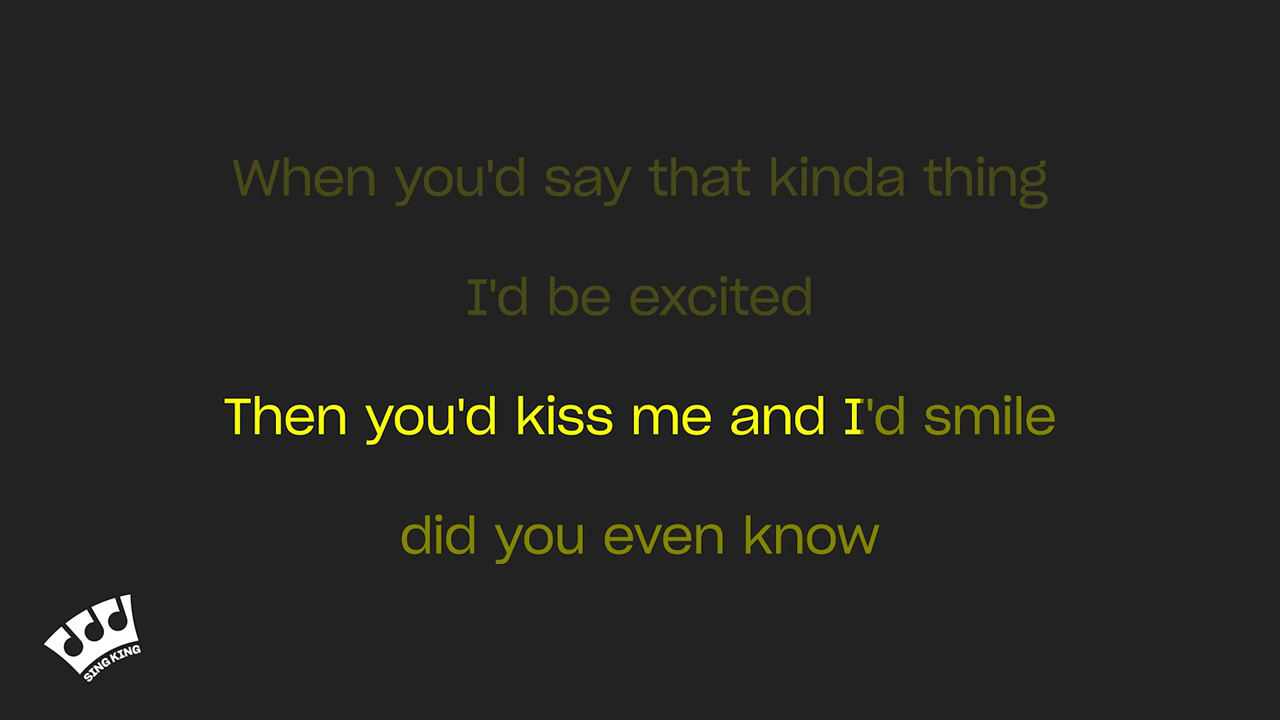 When you'd say that kinda thing
I'd be excited
Then you'd kiss me and I'd smile
did you even know
SING KING